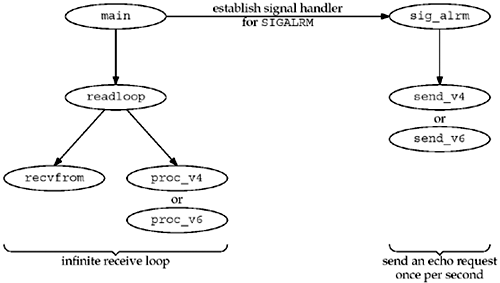 main
establish signal handler
for SIGALRM
sig_alrm
readloop
send_v4
or
send_v6
recvfrom
proc_v4
or
proc_v6
infinite receive loop
send an echo request
once per second